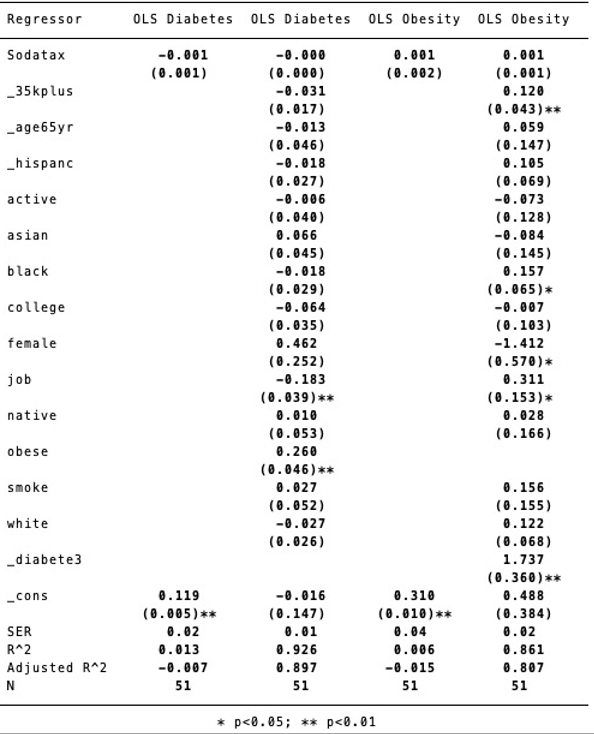 Regressor OLS Diabetes OLS Diabetes OLS Obesity OLS Obesity
Sodatax -0.001 -0.000 0.001 0.001
(0.001) (0.000) (0.002) (0.001)
_35kplus -0.031 0.120
(0.017) (0.043)**
_age65yr -0.013 0.059
(0.046) (0.147)
_hispanc -0.018 0.105
(0.027) (0.069)
active -0.006 -0.073
(0.040) (0.128)
asian 0.066 -0.084
(0.045) (0.145)
black -0.018 0.157
(0.029) (0.065)*
college -0.064 -0.007
(0.035) (0.103)
female 0.462 -1.412
(0.252) (0.570)*
job -0.183 0.311
(0.039)** (0.153)*
native 0.010 0.028
(0.053) (0.166)
obese 0.260
(0.046)**
smoke 0.027 0.156
(0.052) (0.155)
white -0.027 0.122
(0.026) (0.068)
_diabete3 1.737
(0.360)**
_cons 0.119 -0.016 0.310 0.488
(0.005)** (0.147) (0.010)** (0.384)
SER 0.02 0.01 0.04 0.02
R^2 0.013 0.926 0.006 0.861
Adjusted R^2 -0.007 0.897 -0.015 0.807
N 51 51 51 51
* p<0.05; ** p<0.01